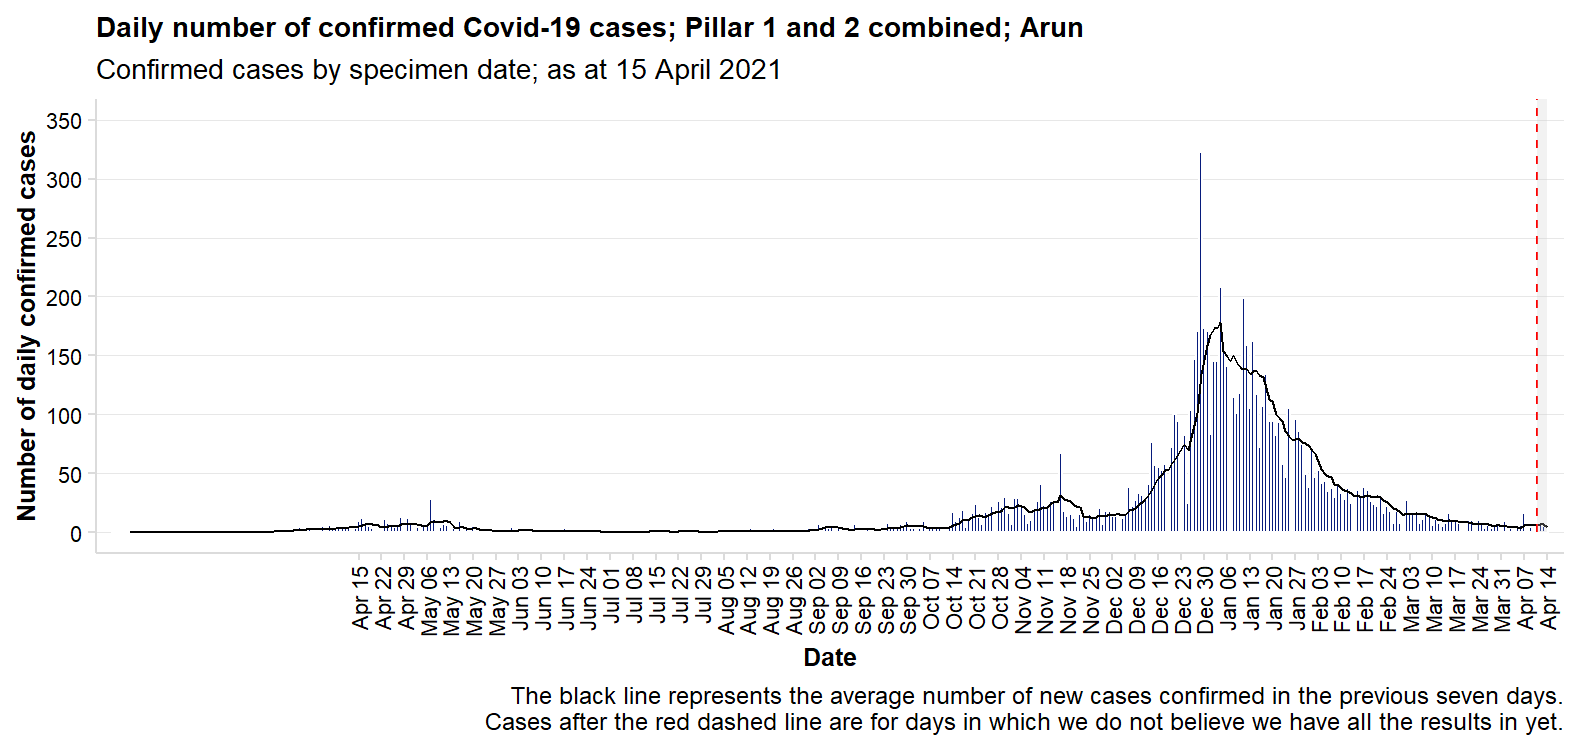 Daily number of confirmed Covid-19 cases; Pillar 1 and 2 combined; Arun
Confirmed cases by specimen date; as at 15 April 2021
Number of daily confirmed cases
350
300
250
200
150
100
50
0
Apr 15
Apr 22
Apr 29
May 06
May 13
May 20
May 27
Jun 03
Jun 10
Jun 17
Jun 24
Jul 01
Jul 08
Jul 15
Jul 22
Jul 29
Aug 05
Aug 12
Aug 19
Aug 26
Sep 02
Sep 09
Sep 16
Sep 23
Sep 30
Oct 07
Oct 14
Oct 21
Oct 28
Nov 04
Nov 11
Nov 18
Nov 25
Dec 02
Dec 09
Dec 16
Dec 23
Dec 30
Jan 06
Jan 13
Jan 20
Jan 27
Feb 03
Feb 10
Feb 17
Feb 24
Mar 03
Mar 10
Mar 17
Mar 24
Mar 31
Apr 07
Apr 14
Date
The black line represents the average number of new cases confirmed in the previous seven days.
Cases after the red dashed line are for days in which we do not believe we have all the results in yet.